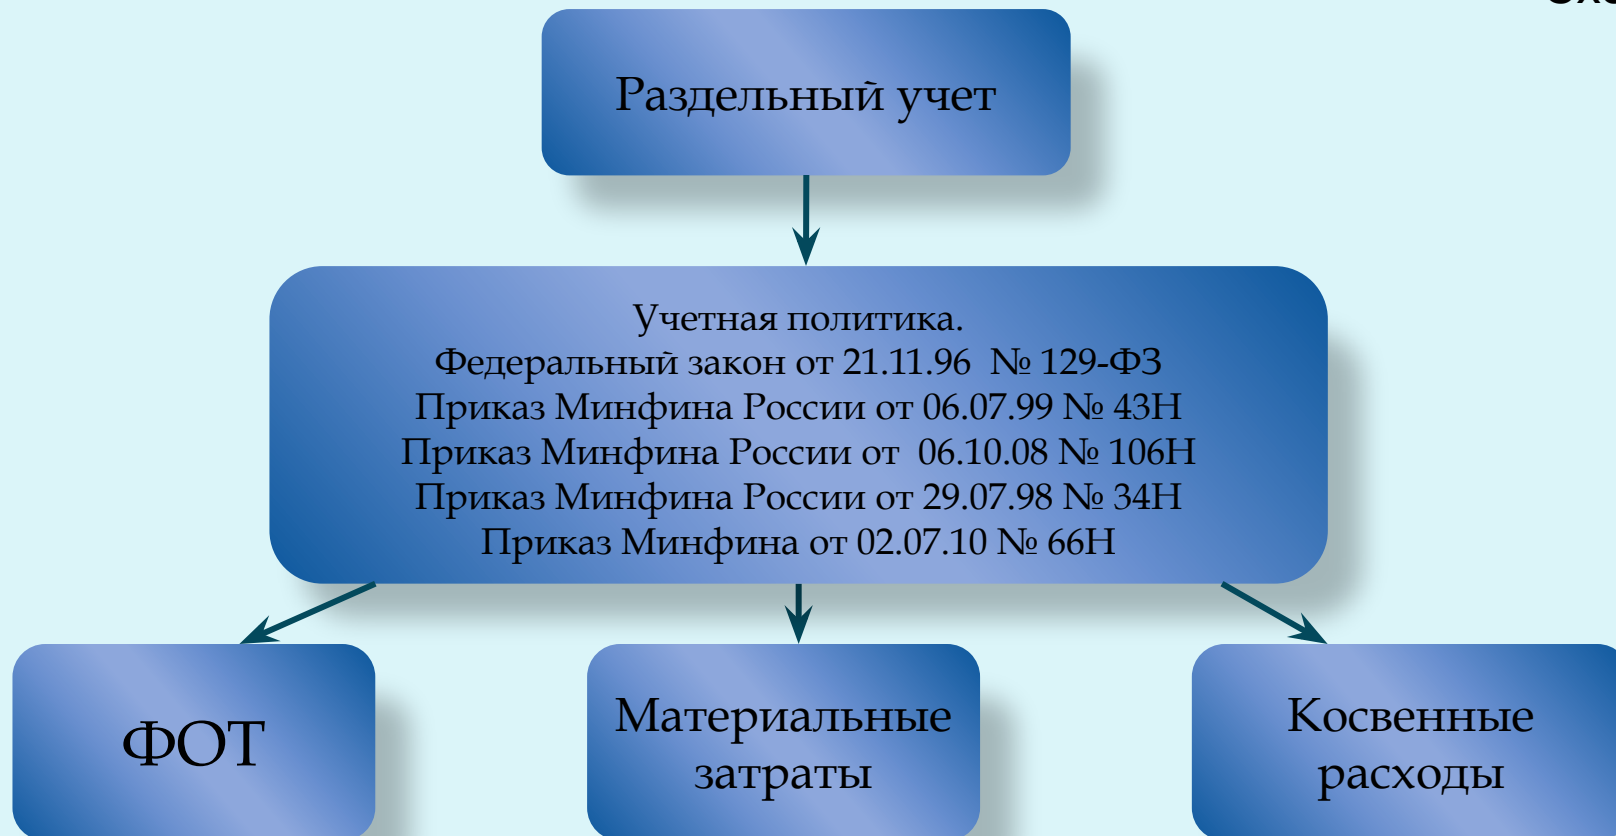 Раздельный учет
Учетная политика.
Федеральный закон от 21.11.96 № 129-ФЗ
Приказ Минфина России от 06.07.99 № 43Н
Приказ Минфина России от 06.10.08 № 106Н
Приказ Минфина России от 29.07.98 № 34Н
Приказ Минфина от 02.07.10 № 66Н
ФОТ
Материальные
затраты
Косвенные
расходы